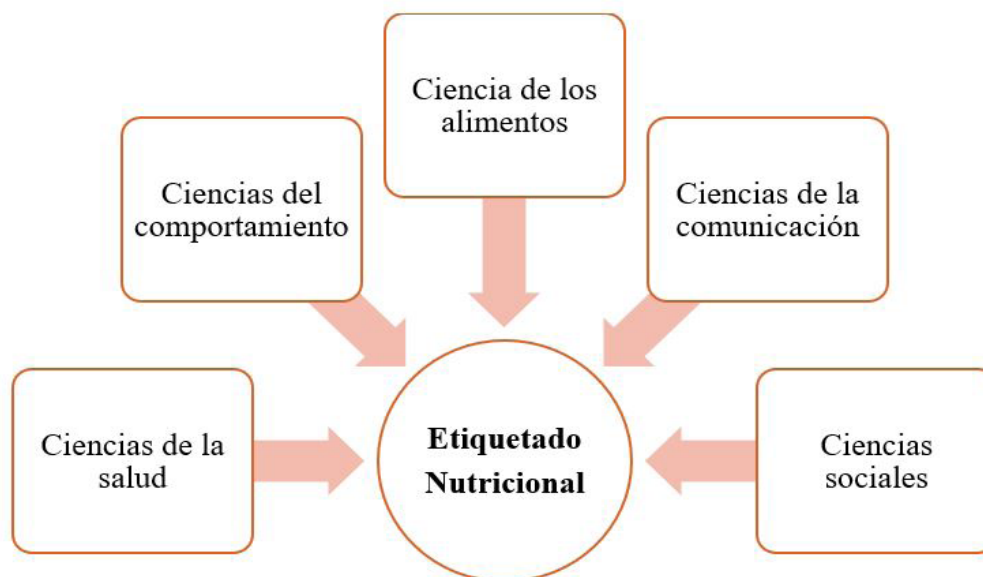 Ciencia de los
alimentos
Ciencias del
comportamiento
Ciencias de la
comunicación
Ciencias de la
salud
Etiquetado
Nutricional
Ciencias
sociales